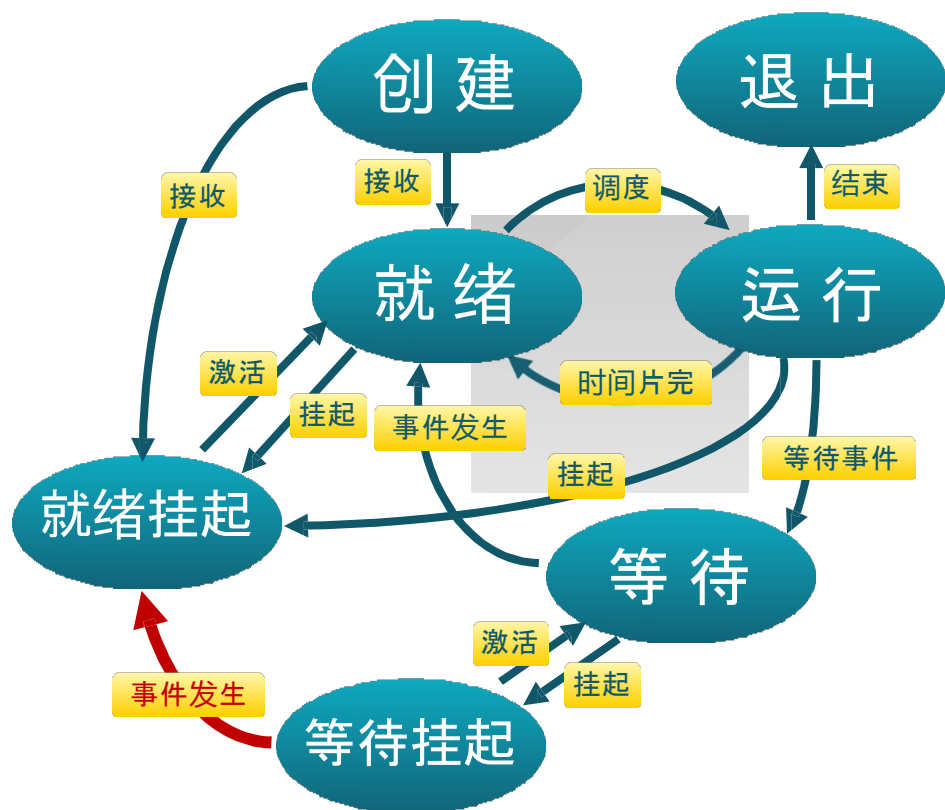 创建
退出
接收
接收
调度
结束
就绪
运行
激活
挂起
时间片完
事件发生
挂起
等待事件
就绪挂起
等待
激活
挂起
事件发生
等待挂起